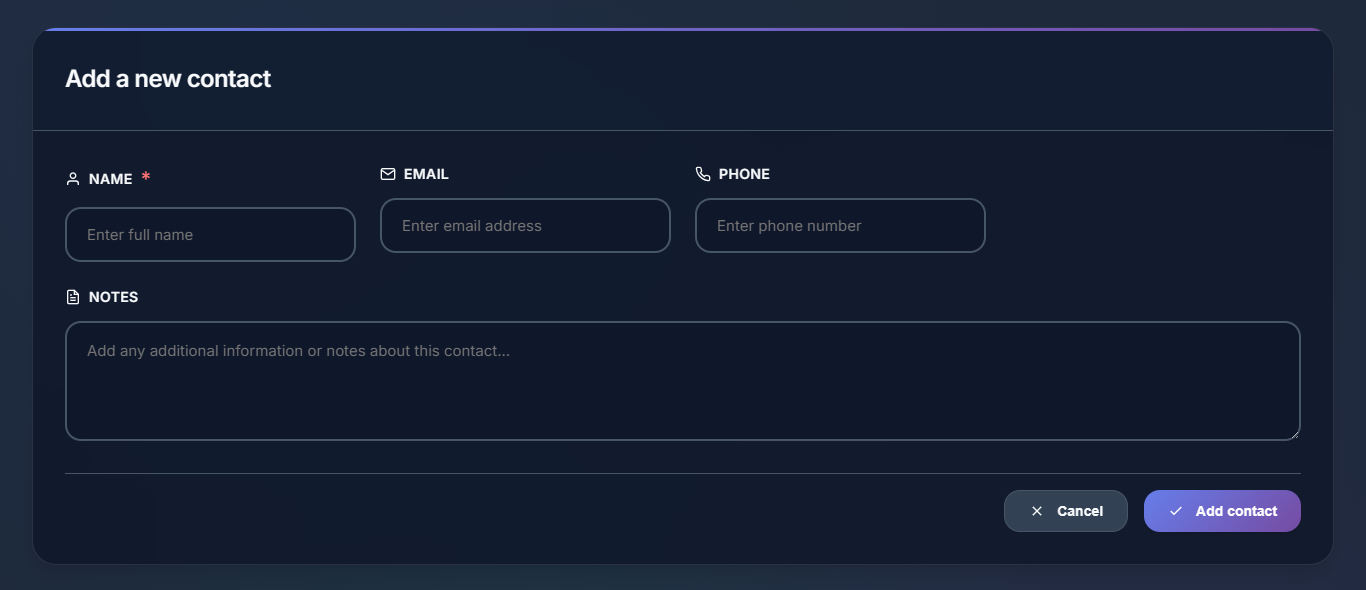 Add a new contact
NAME *
EMAIL
PHONE
Enter full name
Enter email address
Enter phone number
NOTES
Add any additional information or notes about this contact...
Cancel
Add contact